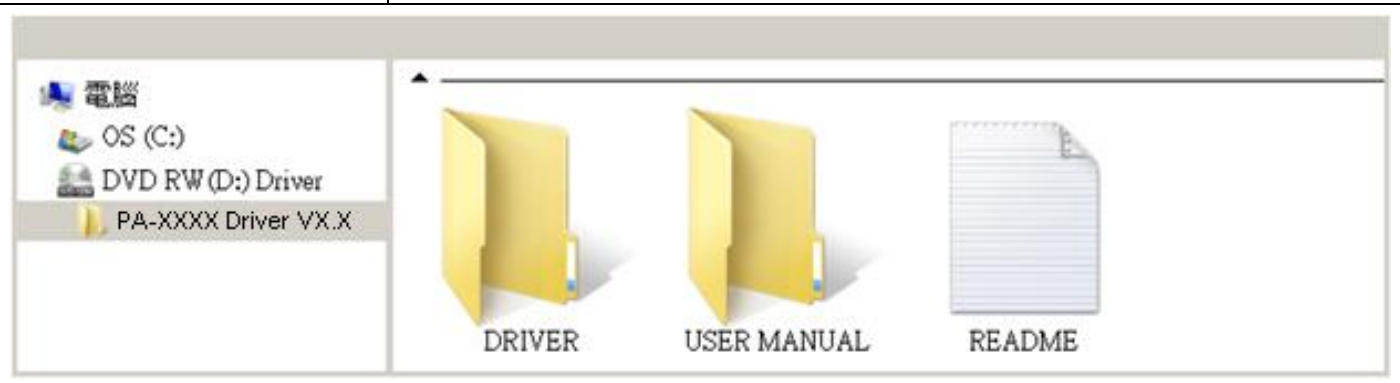 電腦
OS (C:)
DVD RW (D:) Driver
PA-XXXX Driver VX.X
DRIVER
USER MANUAL
README